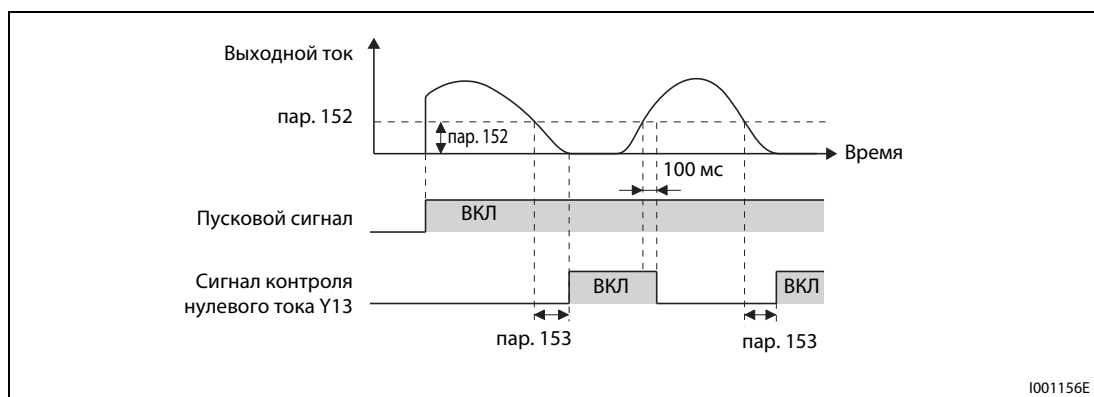 Выходной ток
пар. 152
пар. 152
Время
100 мс
Пусковой сигнал
ВКЛ
Сигнал контроля
нулевого тока Y13
ВКЛ
ВКЛ
пар. 153
пар. 153
I001156E